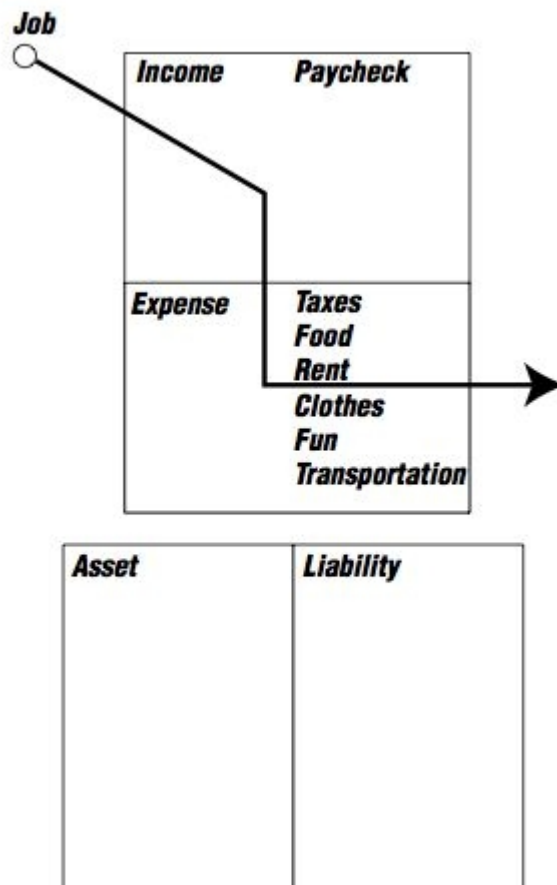 Job
Income Paycheck
Expense Taxes
Food
Rent
Clothes
Fun
Transportation
Asset Liability